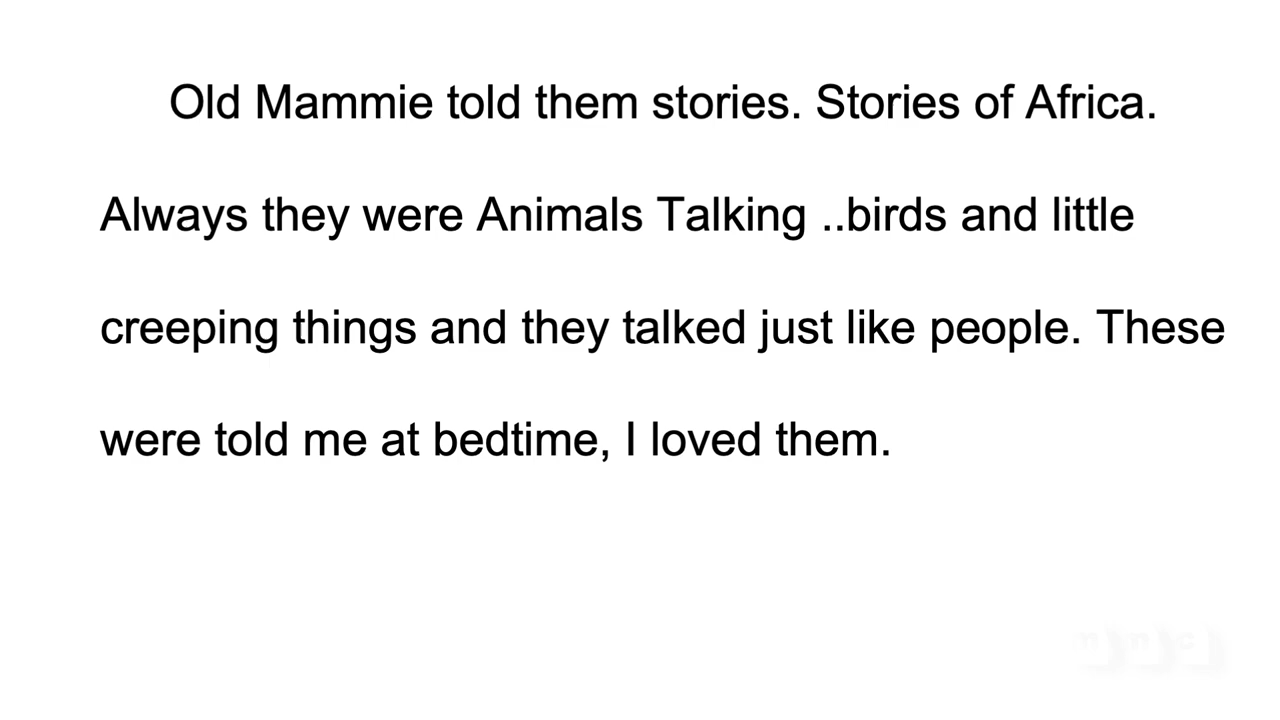 Old Mammie told them stories. Stories of Africa.
Always they were Animals Talking ..birds and little
creeping things and they talked just like people. These
were told me at bedtime, I loved them.